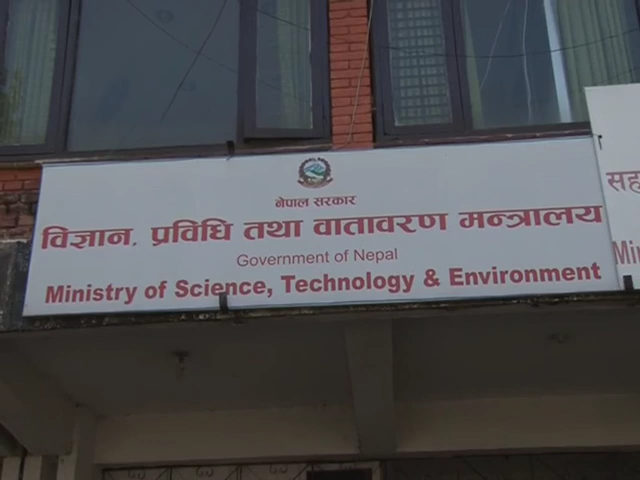 नेपाल सरकार
विज्ञान, प्रविधि तथा वातावरण मन्त्रालय
Government of Nepal
Ministry of Science, Technology & Environment